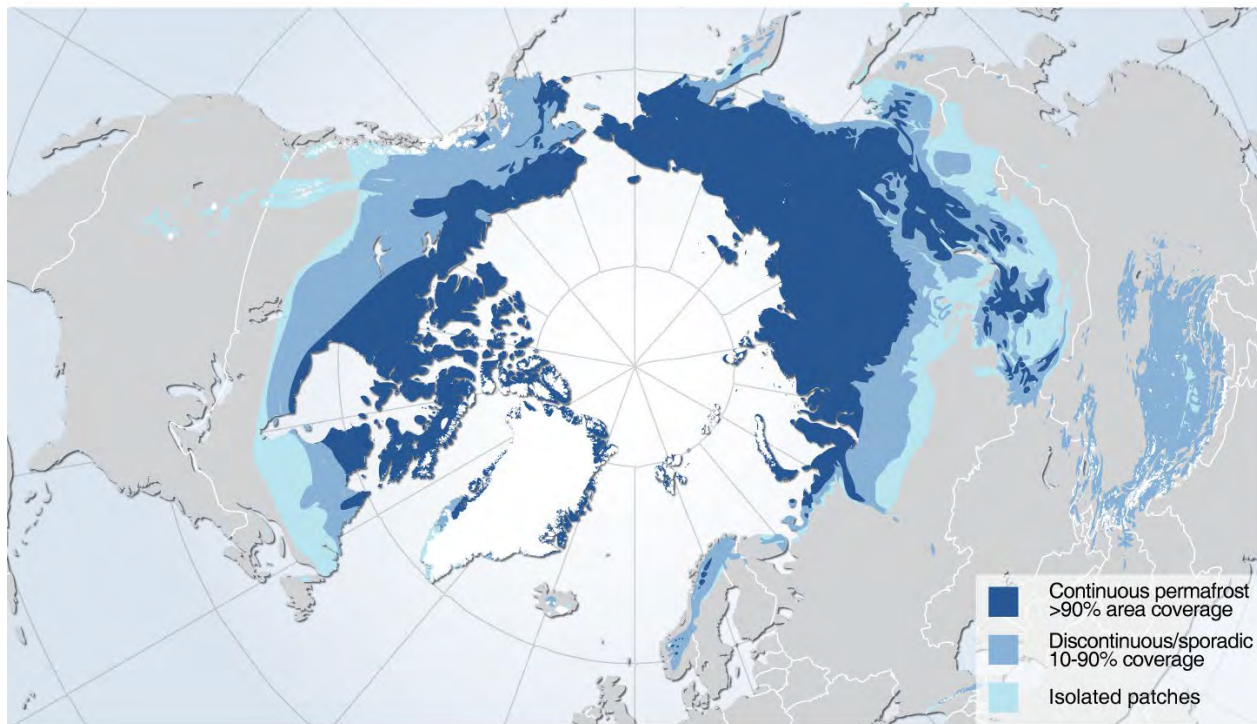 Continuous permafrost
>90% area coverage
Discontinuous/sporadic
10-90% coverage
Isolated patches